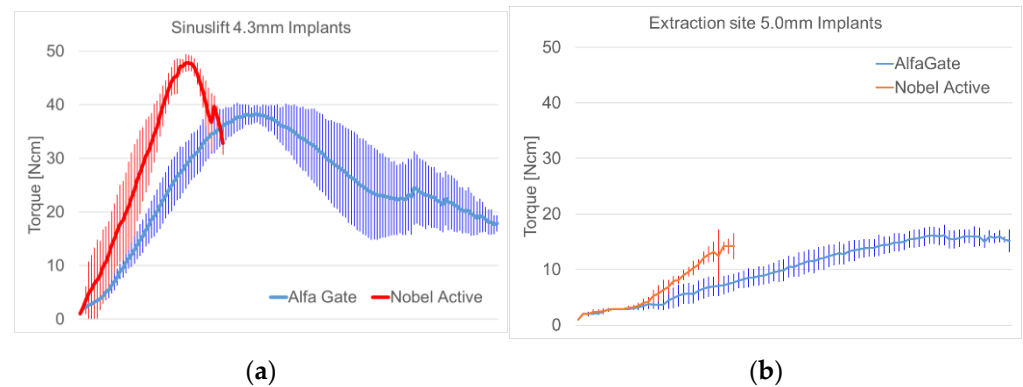 Sinuslift 4.3mm Implants
50
40
30
20
10
0
Torque [Ncm]
Alfa Gate
Nobel Active
(a)
Extraction site 5.0mm Implants
50
40
30
20
10
0
Torque [Ncm]
AlfaGate
Nobel Active
(b)